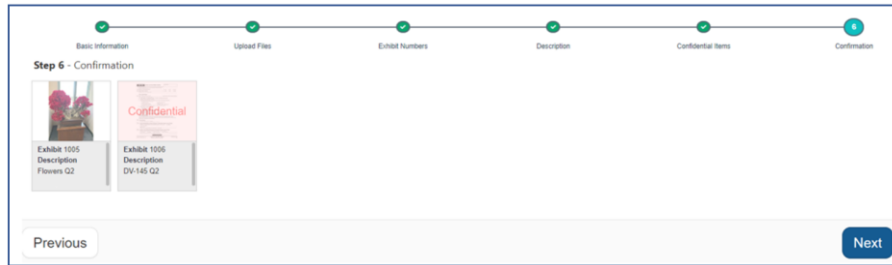 6
Basic Information
Upload Files
Exhibit Numbers
Description
Confidential Items
Confirmation
Step 6 - Confirmation
Confidential
Exhibit 1005
Description
Flowers Q2
Exhibit 1006
Description
DV-145 Q2
Previous
Next